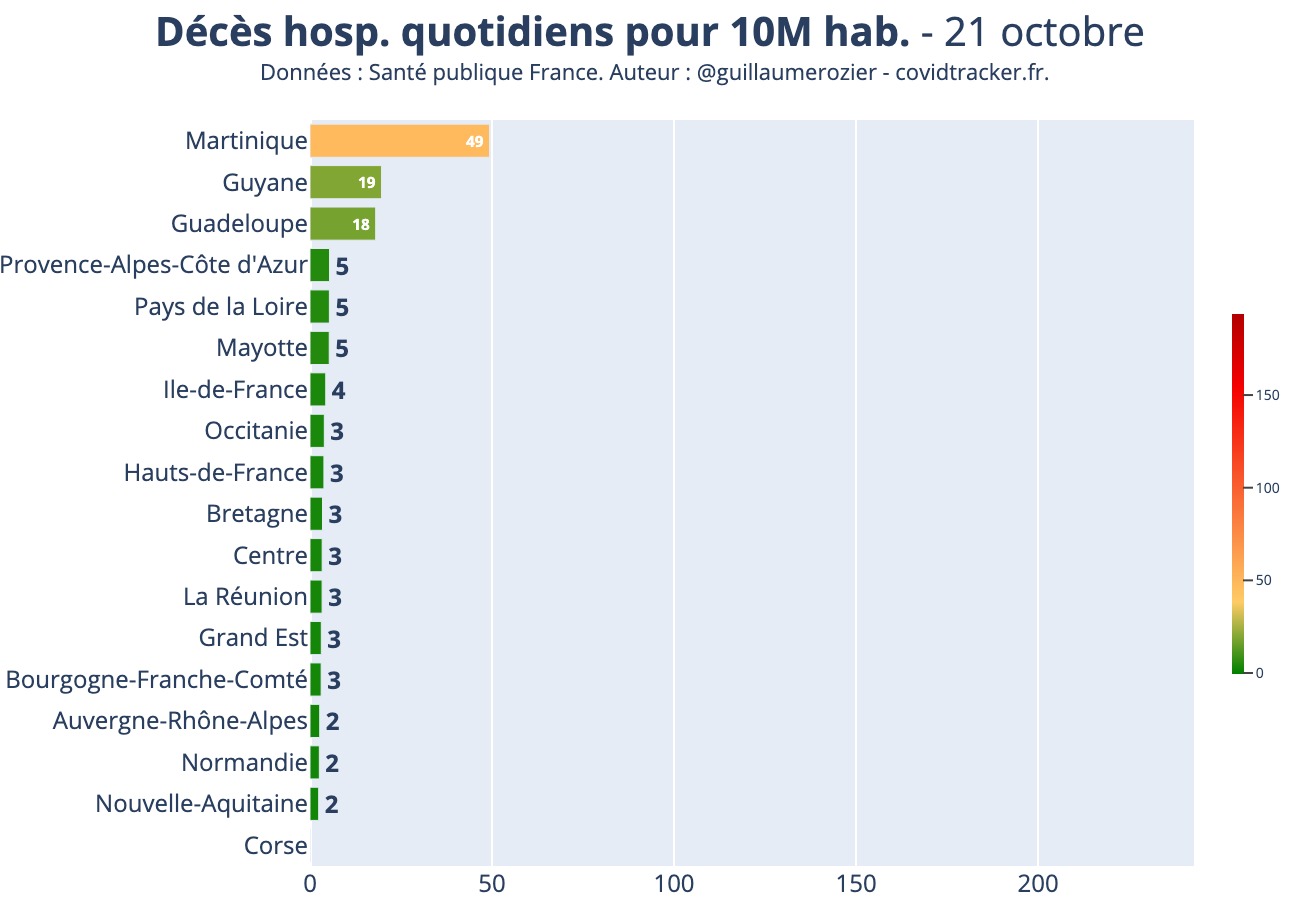 Décès hosp. quotidiens pour 10M hab. - 21 octobre
Données : Santé publique France. Auteur : @guillaumerozier - covidtracker.fr.
Martinique 49
Guyane 19
Guadeloupe 18
Provence-Alpes-Côte d'Azur 5
Pays de la Loire 5
Mayotte 5
Ile-de-France 4
Occitanie 3
Hauts-de-France 3
Bretagne 3
Centre 3
La Réunion 3
Grand Est 3
Bourgogne-Franche-Comté 3
Auvergne-Rhône-Alpes 2
Normandie 2
Nouvelle-Aquitaine 2
Corse
0 50 100 150 200
150
100
50
0